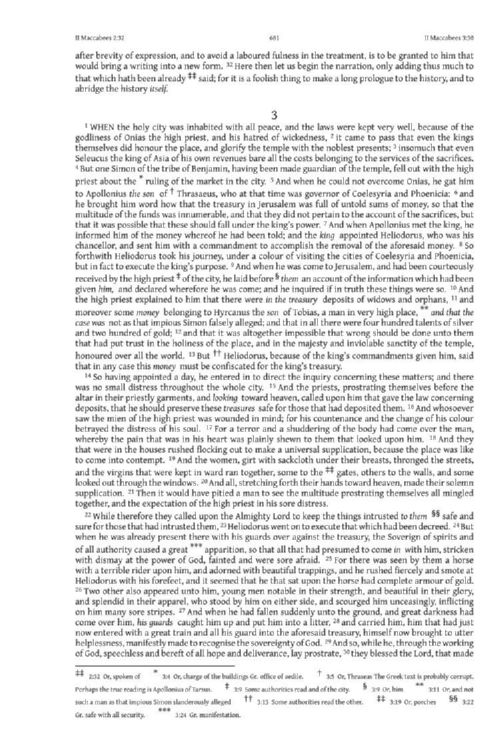 II Maccabees 2:32 681 II Maccabees 3:30
after brevity of expression, and to avoid a laboured fulness in the treatment, is to be granted to him that
would bring a writing into a new form. 32 Here then let us begin the narration, only adding thus much to
that which hath been already ‡‡ said; for it is a foolish thing to make a long prologue to the history, and to
abridge the history itself.
3
1 WHEN the holy city was inhabited with all peace, and the laws were kept very well, because of the
godliness of Onias the high priest, and his hatred of wickedness, 2 it came to pass that even the kings
themselves did honour the place, and glorify the temple with the noblest presents; 3 insomuch that even
Seleucus the king of Asia of his own revenues bare all the costs belonging to the services of the sacrifices.
4 But one Simon of the tribe of Benjamin, having been made guardian of the temple, fell out with the high
priest about the * ruling of the market in the city. 5 And when he could not overcome Onias, he gat him
to Apollonius the son of † Thrasaeus, who at that time was governor of Coelesyria and Phoenicia: 6 and
he brought him word how that the treasury in Jerusalem was full of untold sums of money, so that the
multitude of the funds was innumerable, and that they did not pertain to the account of the sacrifices, but
that it was possible that these should fall under the king's power. 7 And when Apollonius met the king, he
informed him of the money whereof he had been told; and the king appointed Heliodorus, who was his
chancellor, and sent him with a commandment to accomplish the removal of the aforesaid money. 8 So
forthwith Heliodorus took his journey, under a colour of visiting the cities of Coelesyria and Phoenicia,
but in fact to execute the king's purpose. 9 And when he was come to Jerusalem, and had been courteously
received by the high priest ‡ of the city, he laid before § them an account of the information which had been
given him, and declared wherefore he was come; and he inquired if in truth these things were so. 10 And
the high priest explained to him that there were in the treasury deposits of widows and orphans, 11 and
moreover some money belonging to Hyrcanus the son of Tobias, a man in very high place, ** and that the
case was not as that impious Simon falsely alleged; and that in all there were four hundred talents of silver
and two hundred of gold; 12 and that it was altogether impossible that wrong should be done unto them
that had put trust in the holiness of the place, and in the majesty and inviolable sanctity of the temple,
honoured over all the world. 13 But †† Heliodorus, because of the king's commandments given him, said
that in any case this money must be confiscated for the king's treasury.
14 So having appointed a day, he entered in to direct the inquiry concerning these matters; and there
was no small distress throughout the whole city. 15 And the priests, prostrating themselves before the
altar in their priestly garments, and looking toward heaven, called upon him that gave the law concerning
deposits, that he should preserve these treasures safe for those that had deposited them. 16 And whosoever
saw the mien of the high priest was wounded in mind; for his countenance and the change of his colour
betrayed the distress of his soul. 17 For a terror and a shuddering of the body had come over the man,
whereby the pain that was in his heart was plainly shewn to them that looked upon him. 18 And they
that were in the houses rushed flocking out to make a universal supplication, because the place was like
to come into contempt. 19 And the women, girt with sackcloth under their breasts, thronged the streets,
and the virgins that were kept in ward ran together, some to the ‡‡ gates, others to the walls, and some
looked out through the windows. 20 And all, stretching forth their hands toward heaven, made their solemn
supplication. 21 Then it would have pitied a man to see the multitude prostrating themselves all mingled
together, and the expectation of the high priest in his sore distress.
22 While therefore they called upon the Almighty Lord to keep the things intrusted to them §§ safe and
sure for those that had intrusted them, 23 Heliodorus went on to execute that which had been decreed. 24 But
when he was already present there with his guards over against the treasury, the Soverign of spirits and
of all authority caused a great *** apparition, so that all that had presumed to come in with him, stricken
with dismay at the power of God, fainted and were sore afraid. 25 For there was seen by them a horse
with a terrible rider upon him, and adorned with beautiful trappings, and he rushed fiercely and smote at
Heliodorus with his forefeet, and it seemed that he that sat upon the horse had complete armour of gold.
26 Two other also appeared unto him, young men notable in their strength, and beautiful in their glory,
and splendid in their apparel, who stood by him on either side, and scourged him unceasingly, inflicting
on him many sore stripes. 27 And when he had fallen suddenly unto the ground, and great darkness had
come over him, his guards caught him up and put him into a litter, 28 and carried him, him that had just
now entered with a great train and all his guard into the aforesaid treasury, himself now brought to utter
helplessness, manifestly made to recognise the sovereignty of God. 29 And so, while he, through the working
of God, speechless and bereft of all hope and deliverance, lay prostrate, 30 they blessed the Lord, that made
‡‡ 2:32 Or, spoken of * 3:4 Or, charge of the buildings Gr. office of aedile. † 3:5 Or, Thraseas The Greek text is probably corrupt.
Perhaps the true reading is Apollonius of Tarsus. ‡ 3:9 Some authorities read and of the city. § 3:9 Or, him ** 3:11 Or, and not
such a man as that impious Simon slanderously alleged †† 3:13 Some authorities read the other. ‡‡ 3:19 Or, porches §§ 3:22
Gr. safe with all security. *** 3:24 Gr. manifestation.